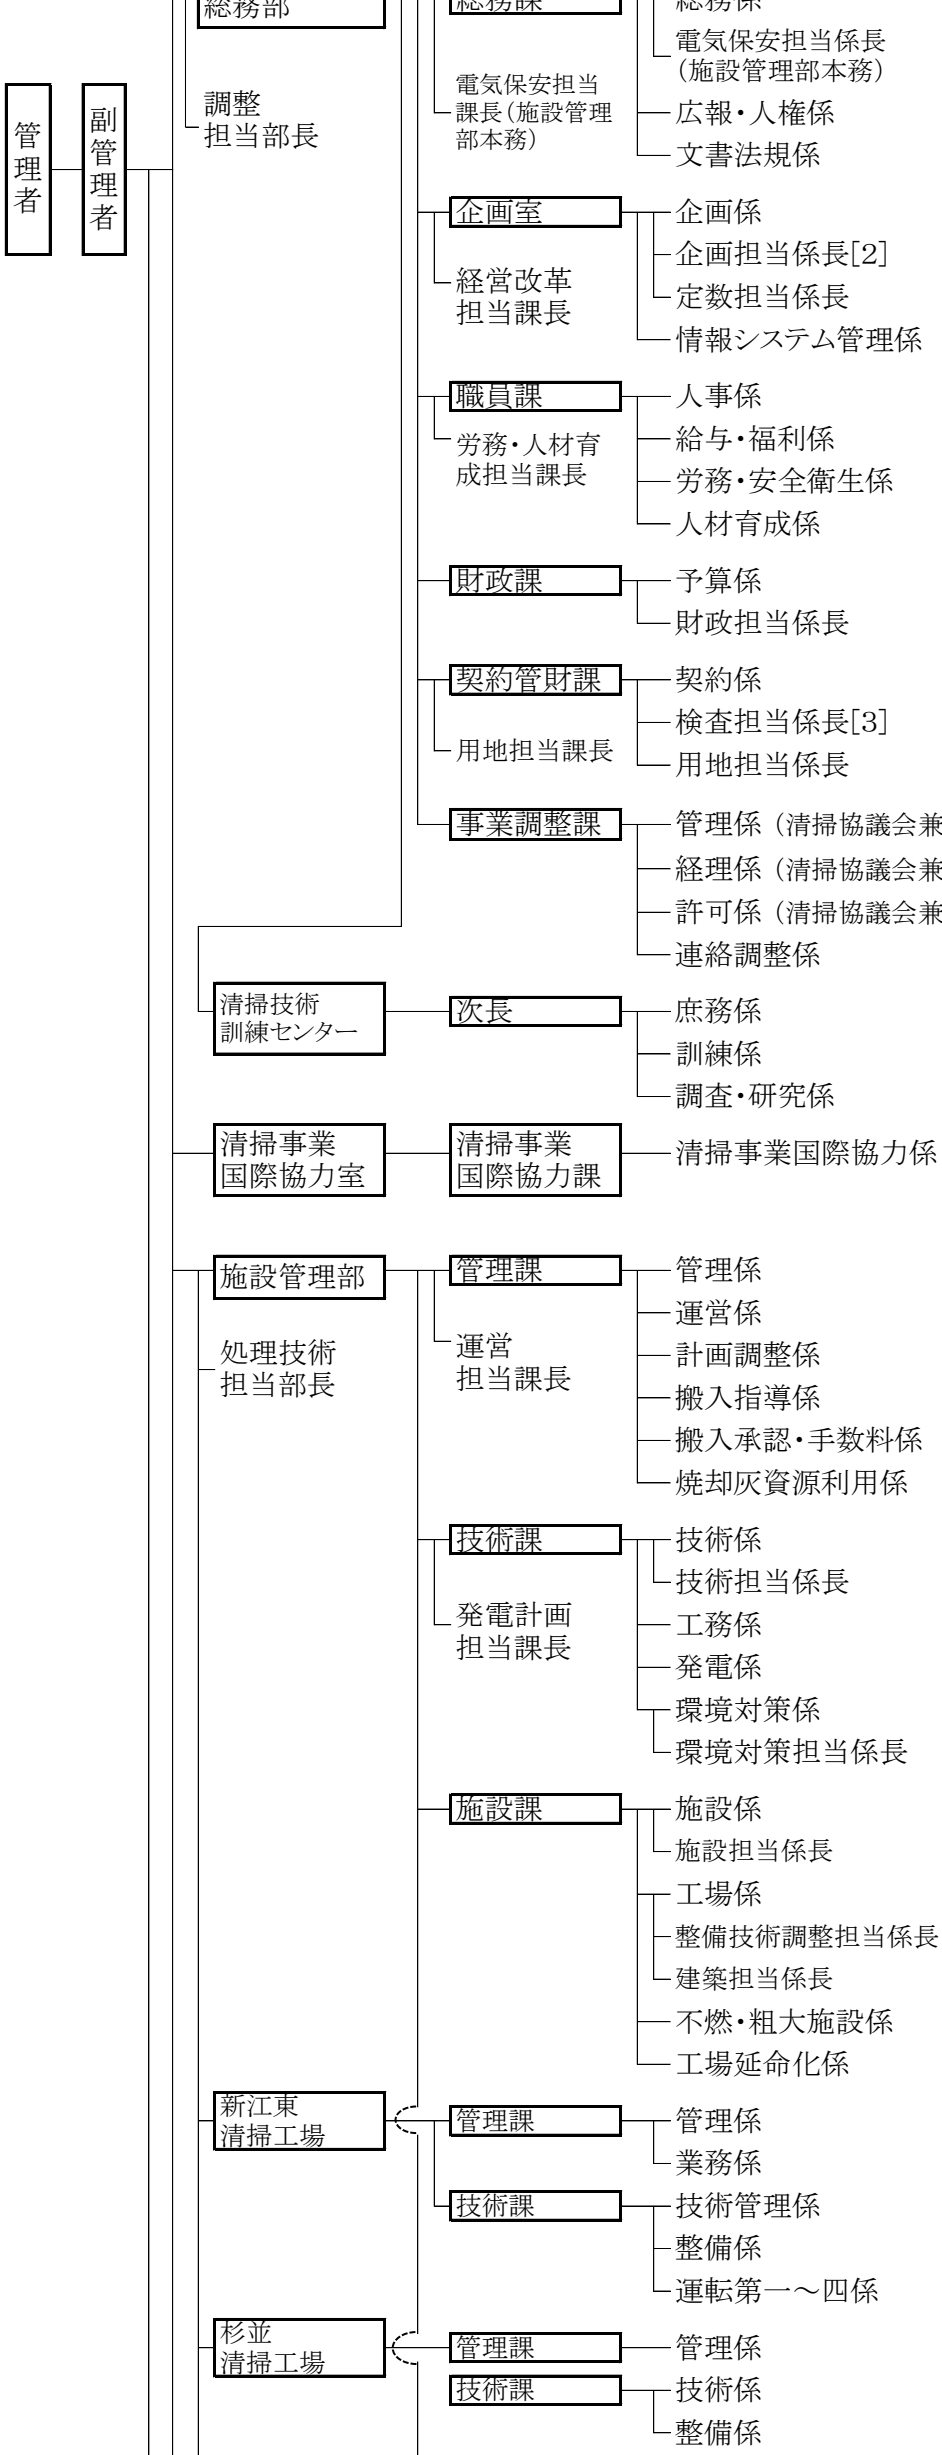 総務部
総務課
総務係
電気保安担当係長
(施設管理部本務)
調整
担当部長
電気保安担当
課長(施設管理
部本務)
広報・人権係
文書法規係
管理者
副管理者
企画室
企画係
企画担当係長[2]
経営改革
担当課長
定数担当係長
情報システム管理係
職員課
人事係
労務・人材育
成担当課長
給与・福利係
労務・安全衛生係
人材育成係
財政課
予算係
財政担当係長
契約管財課
契約係
検査担当係長[3]
用地担当課長
用地担当係長
事業調整課
管理係(清掃協議会兼
経理係(清掃協議会兼
許可係(清掃協議会兼
連絡調整係
清掃技術
訓練センター
次長
庶務係
訓練係
調査・研究係
清掃事業
国際協力室
清掃事業
国際協力課
清掃事業国際協力係
施設管理部
管理課
管理係
運営係
処理技術
担当部長
運営
担当課長
計画調整係
搬入指導係
搬入承認・手数料係
焼却灰資源利用係
技術課
技術係
技術担当係長
発電計画
担当課長
工務係
発電係
環境対策係
環境対策担当係長
施設課
施設係
施設担当係長
工場係
整備技術調整担当係長
建築担当係長
不燃・粗大施設係
工場延命化係
新江東
清掃工場
管理課
管理係
業務係
技術課
技術管理係
整備係
運転第一～四係
杉並
清掃工場
管理課
管理係
技術課
技術係
整備係